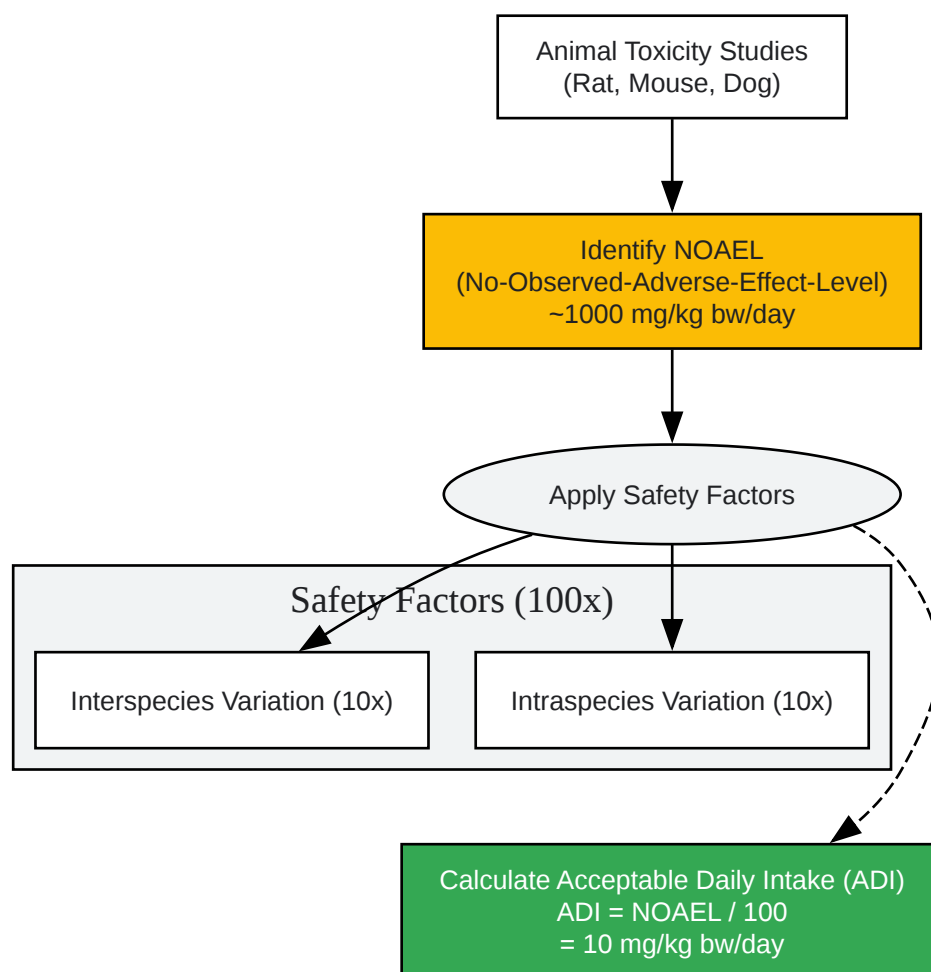 Animal Toxicity Studies
(Rat, Mouse, Dog)
Identify NOAEL
(No-Observed-Adverse-Effect-Level)
~1000 mg/kg bw/day
Apply Safety Factors
Safety Factors (100x)
Interspecies Variation (10x)
Intraspecies Variation (10x)
Calculate Acceptable Daily Intake (ADI)
ADI = NOAEL / 100
= 10 mg/kg bw/day